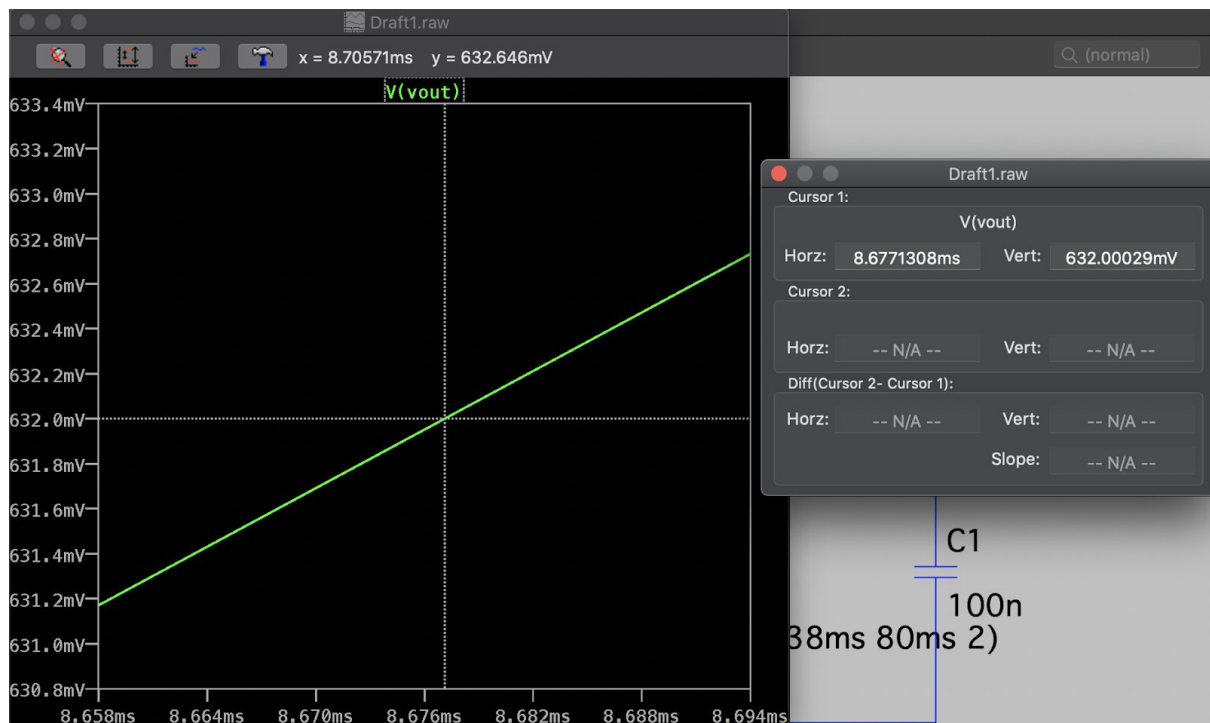 Draft1.raw
x = 8.70571ms y = 632.646mV
(normal)
V(vout)
633.4mV
633.2mV
633.0mV
632.8mV
632.6mV
632.4mV
632.2mV
632.0mV
631.8mV
631.6mV
631.4mV
631.2mV
631.0mV
630.8mV
8.658ms 8.664ms 8.670ms 8.676ms 8.682ms 8.688ms 8.694ms
Draft1.raw
Cursor 1:
V(vout)
Horz: 8.6771308ms Vert: 632.00029mV
Cursor 2:
Horz: -- N/A -- Vert: -- N/A --
Diff(Cursor 2- Cursor 1):
Horz: -- N/A -- Vert: -- N/A --
Slope: -- N/A --
C1
100n
38ms 80ms 2)